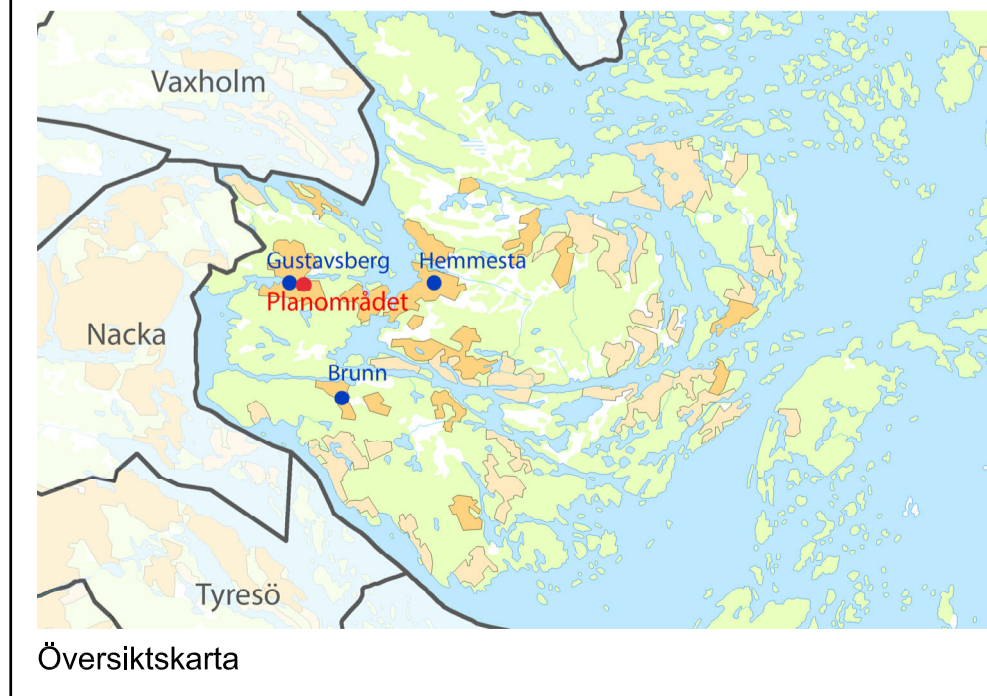 Vaxholm
Gustavsberg
Hemmesta
Planområdet
Nacka
Brunn
Tyresö
Översiktskarta